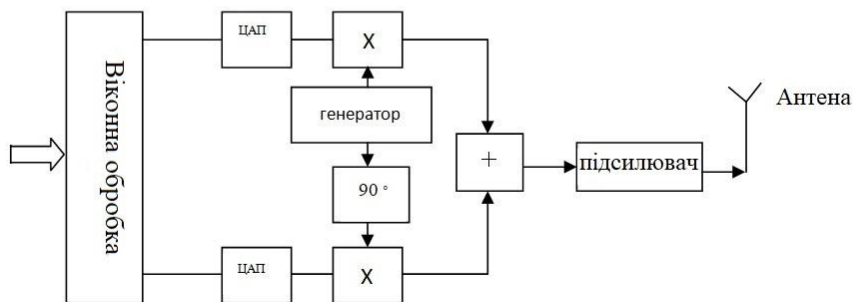 Віконна обробка
ЦАП
X
генератор
90 °
ЦАП
X
+
підсилювач
Антена